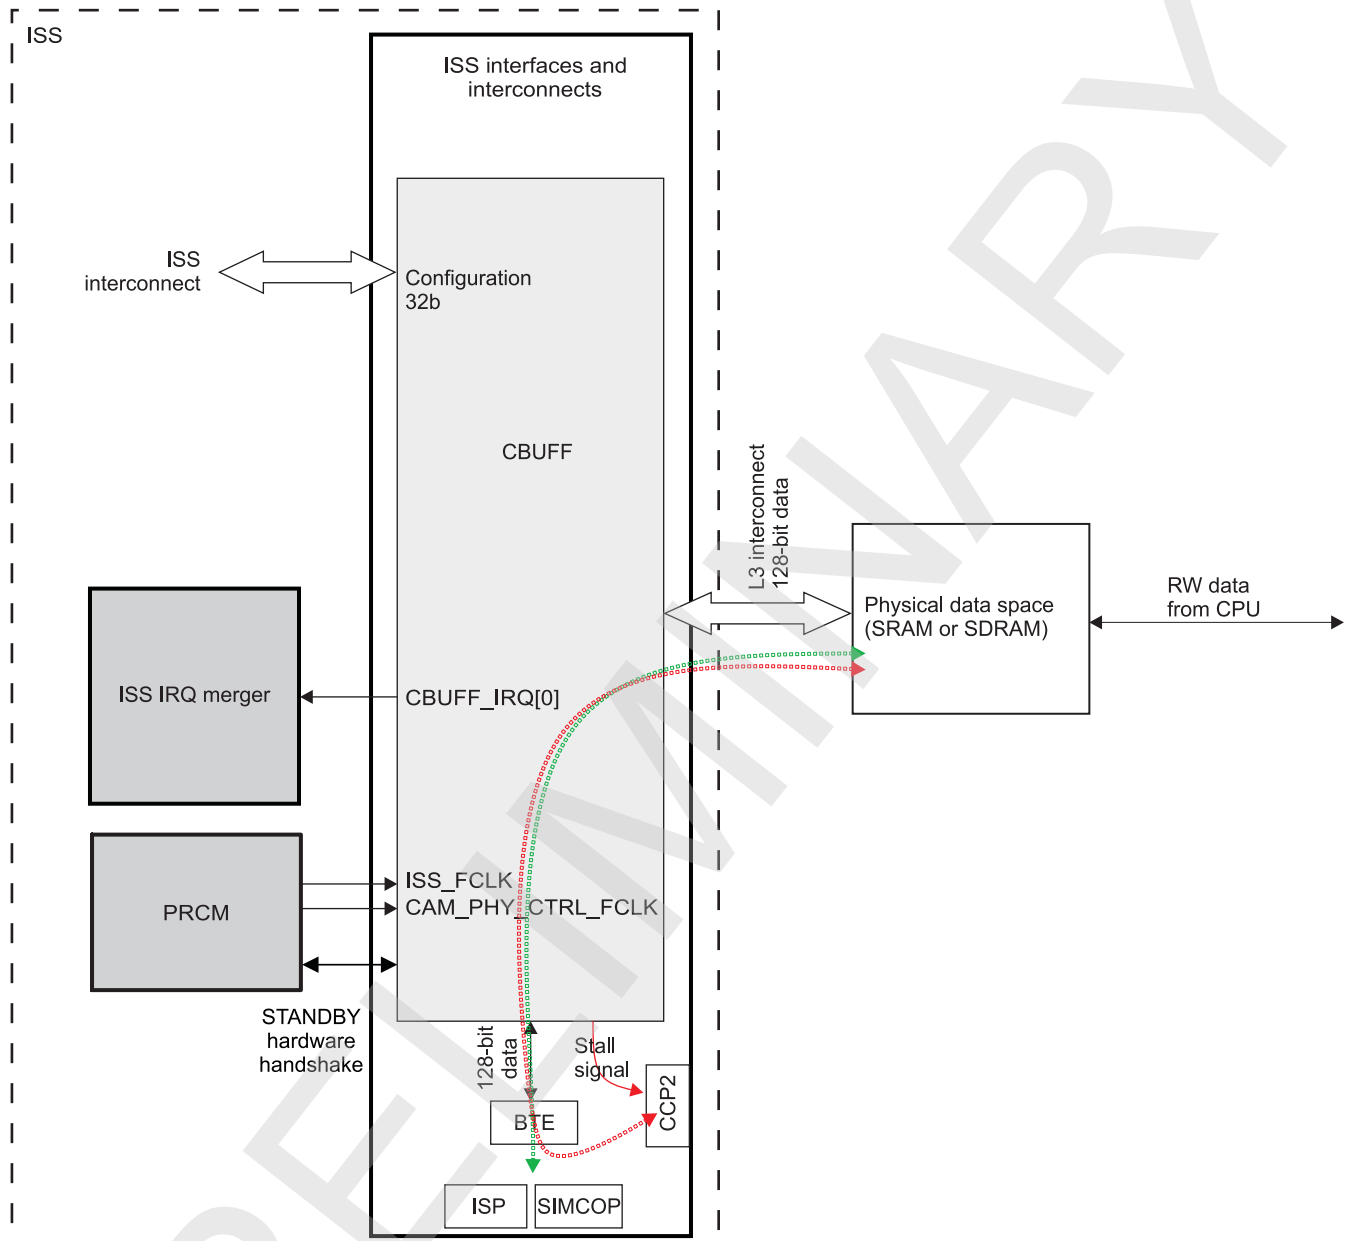 ISS
ISS interfaces and
interconnects
ISS
interconnect
Configuration
32b
CBUFF
L3 interconnect
128-bit data
Physical data space
(SRAM or SDRAM)
RW data
from CPU
ISS IRQ merger
CBUFF_IRQ[0]
PRCM
ISS_FCLK
CAM_PHY_CTRL_FCLK
STANDBY
hardware
handshake
128-bit
data
Stall
signal
BTE
CCP2
ISP
SIMCOP
PRELIMINARY